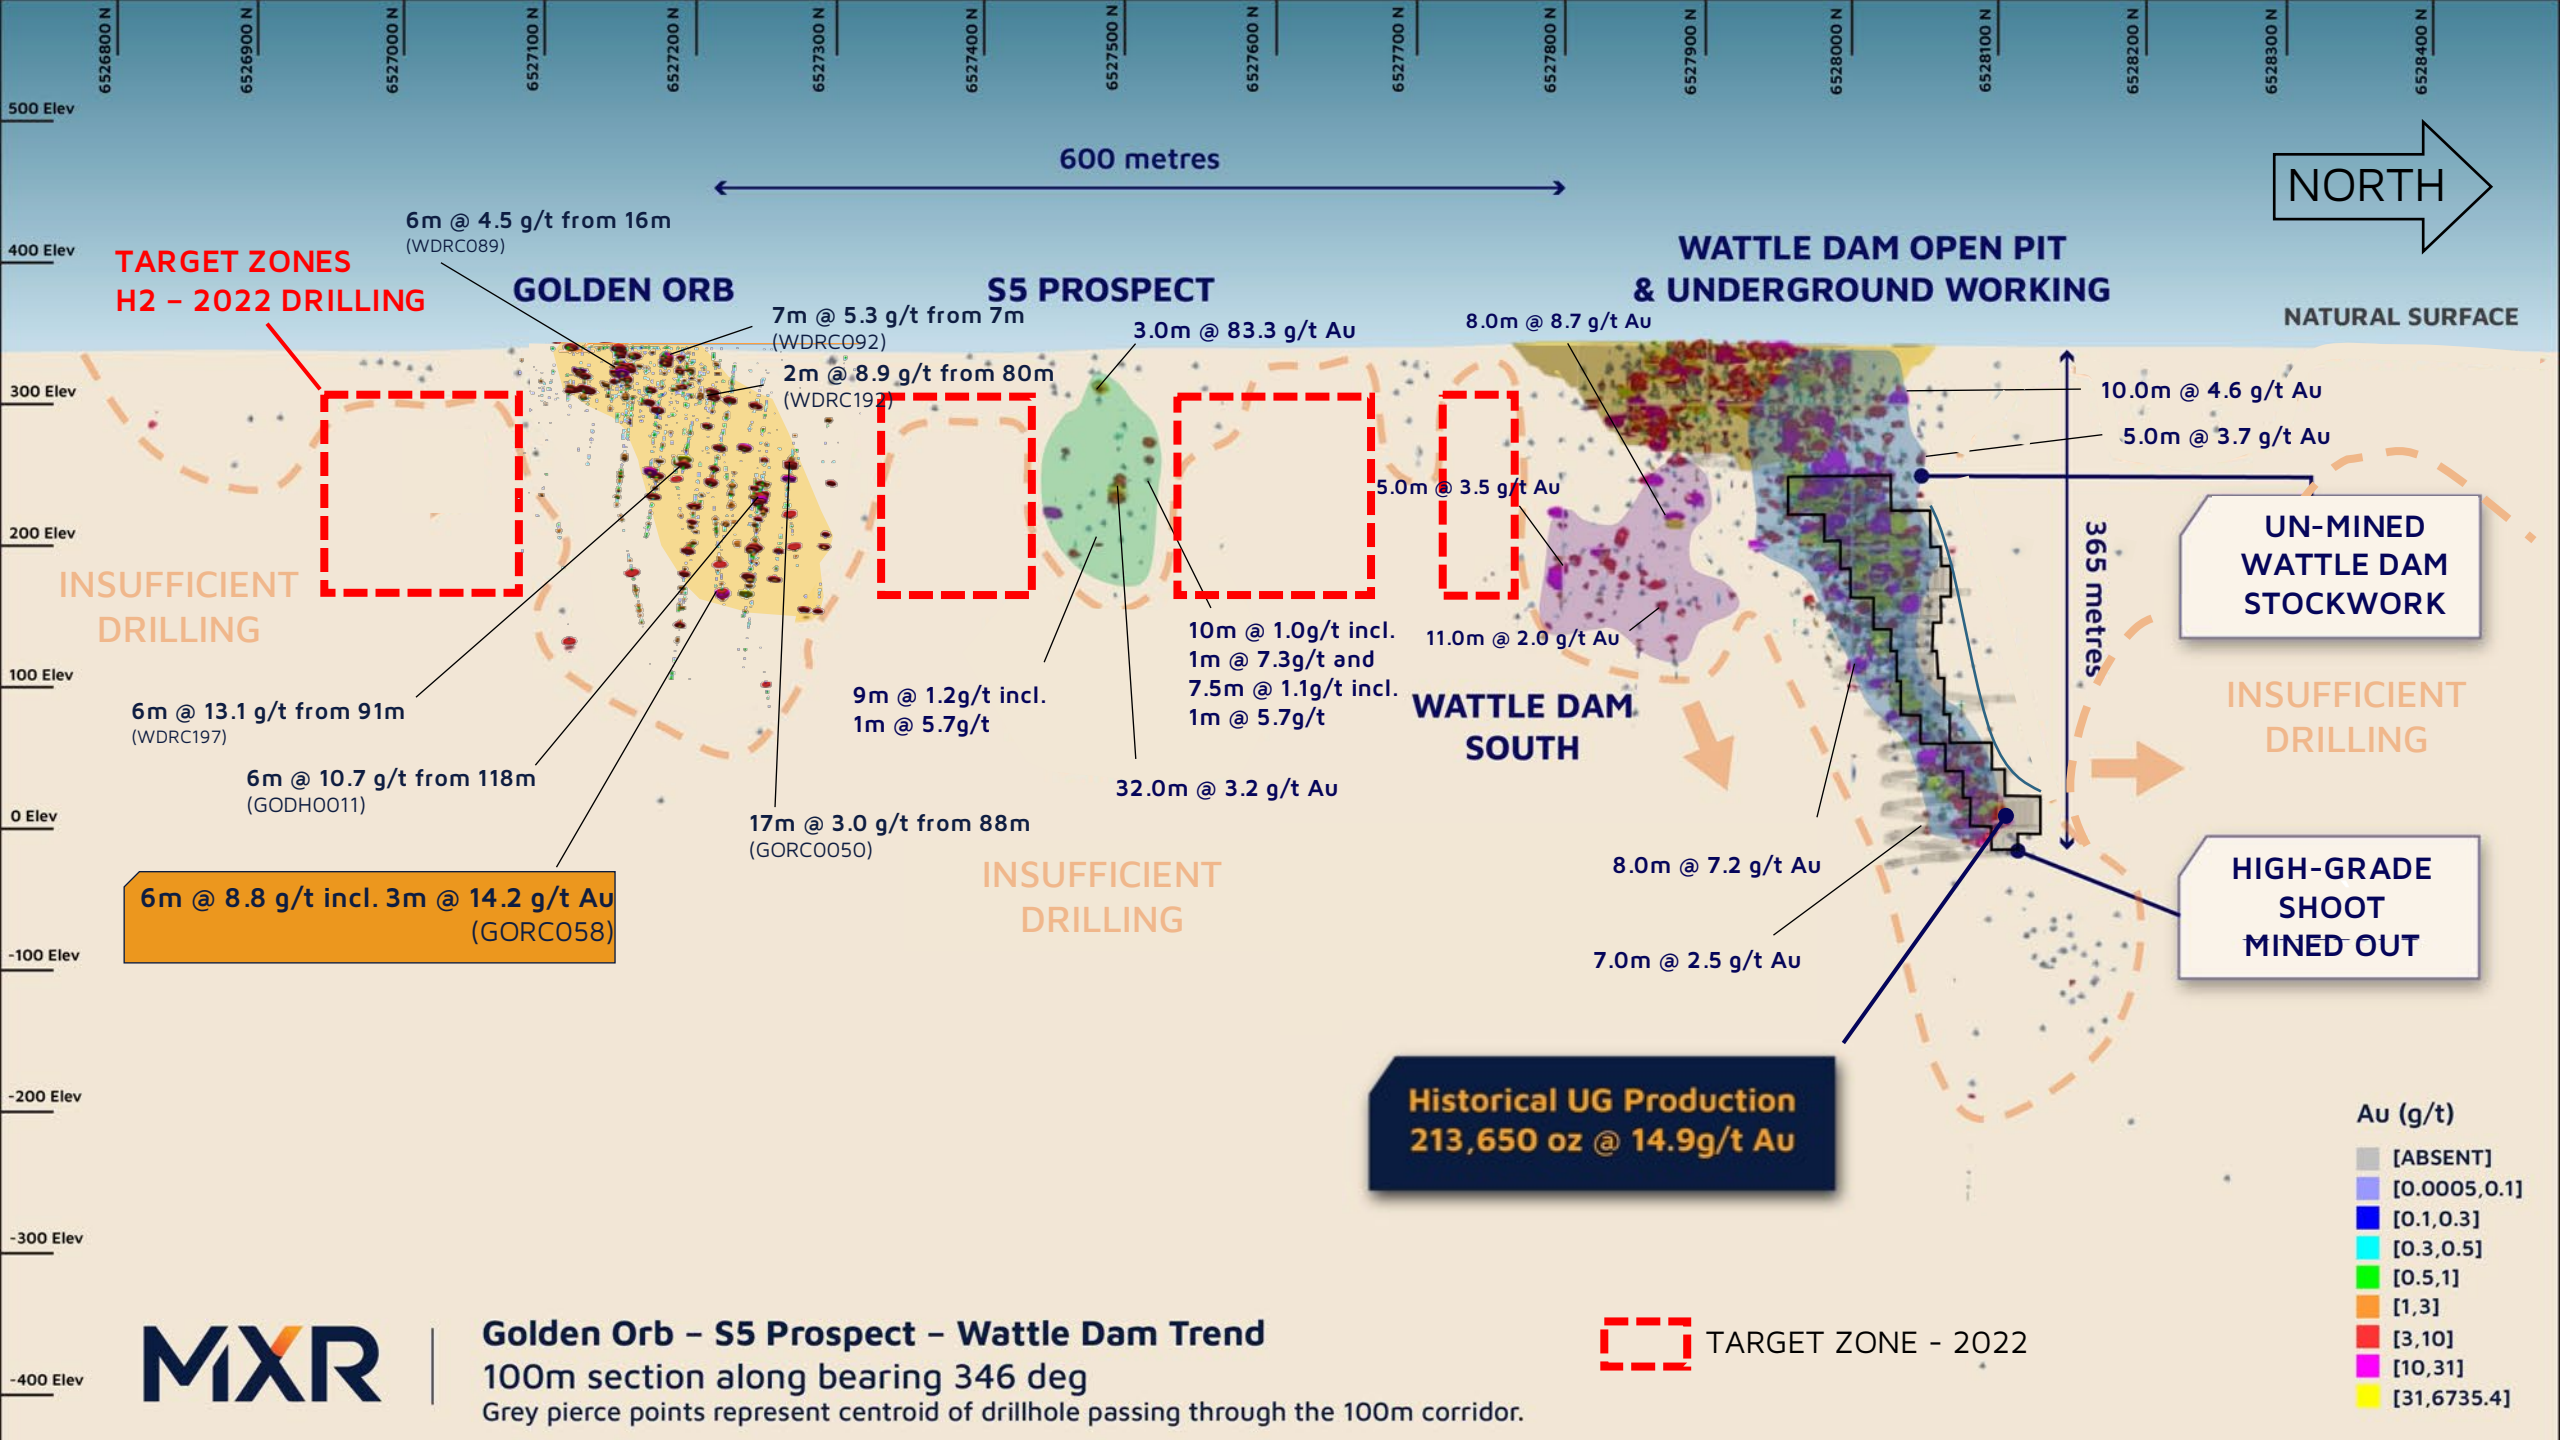 6526800 N
6526900 N
6527000 N
6527100 N
6527200 N
6527300 N
6527400 N
6527500 N
6527600 N
6527700 N
6527800 N
6527900 N
6528000 N
6528100 N
6528200 N
6528300 N
6528400 N
500 Elev
400 Elev
300 Elev
200 Elev
100 Elev
0 Elev
-100 Elev
-200 Elev
-300 Elev
-400 Elev
600 metres
NORTH
6m @ 4.5 g/t from 16m
(WDRC089)
TARGET ZONES
H2 – 2022 DRILLING
GOLDEN ORB
S5 PROSPECT
WATTLE DAM OPEN PIT
& UNDERGROUND WORKING
NATURAL SURFACE
7m @ 5.3 g/t from 7m
(WDRC092)
3.0m @ 83.3 g/t Au
8.0m @ 8.7 g/t Au
2m @ 8.9 g/t from 80m
(WDRC192)
10.0m @ 4.6 g/t Au
5.0m @ 3.7 g/t Au
5.0m @ 3.5 g/t Au
UN-MINED
WATTLE DAM
STOCKWORK
365 metres
INSUFFICIENT
DRILLING
10m @ 1.0g/t incl.
1m @ 7.3g/t and
7.5m @ 1.1g/t incl.
1m @ 5.7g/t
11.0m @ 2.0 g/t Au
9m @ 1.2g/t incl.
1m @ 5.7g/t
WATTLE DAM
SOUTH
INSUFFICIENT
DRILLING
6m @ 13.1 g/t from 91m
(WDRC197)
6m @ 10.7 g/t from 118m
(GODH0011)
32.0m @ 3.2 g/t Au
17m @ 3.0 g/t from 88m
(GORC0050)
INSUFFICIENT
DRILLING
8.0m @ 7.2 g/t Au
HIGH-GRADE
SHOOT
MINED OUT
6m @ 8.8 g/t incl. 3m @ 14.2 g/t Au
(GORC058)
7.0m @ 2.5 g/t Au
Historical UG Production
213,650 oz @ 14.9g/t Au
Au (g/t)
[ABSENT]
[0.0005,0.1]
[0.1,0.3]
[0.3,0.5]
[0.5,1]
[1,3]
[3,10]
[10,31]
[31,6735.4]
MXR
Golden Orb – S5 Prospect – Wattle Dam Trend
100m section along bearing 346 deg
Grey pierce points represent centroid of drillhole passing through the 100m corridor.
TARGET ZONE - 2022